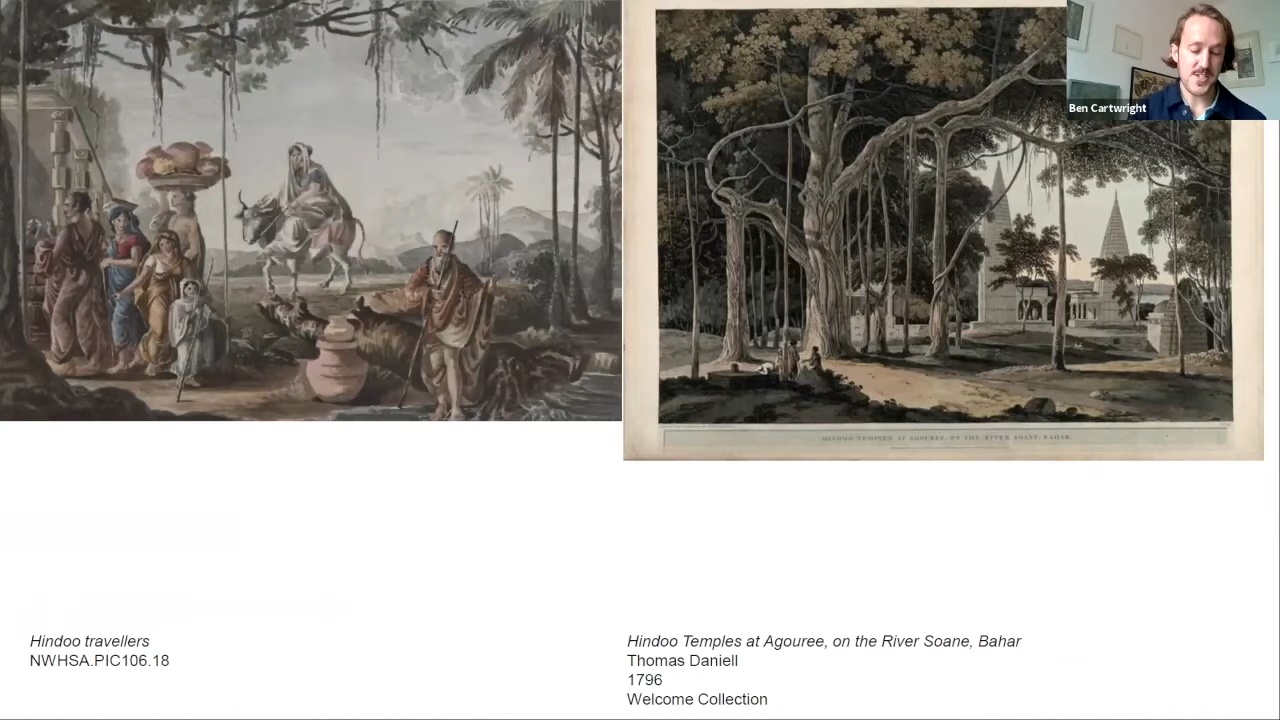 Ben Cartwright
HINDOO TEMPLES AT AGOUREE, ON THE RIVER SOANE, BAHAR.
Hindoo travellers
NWHSA.PIC106.18
Hindoo Temples at Agouree, on the River Soane, Bahar
Thomas Daniell
1796
Welcome Collection